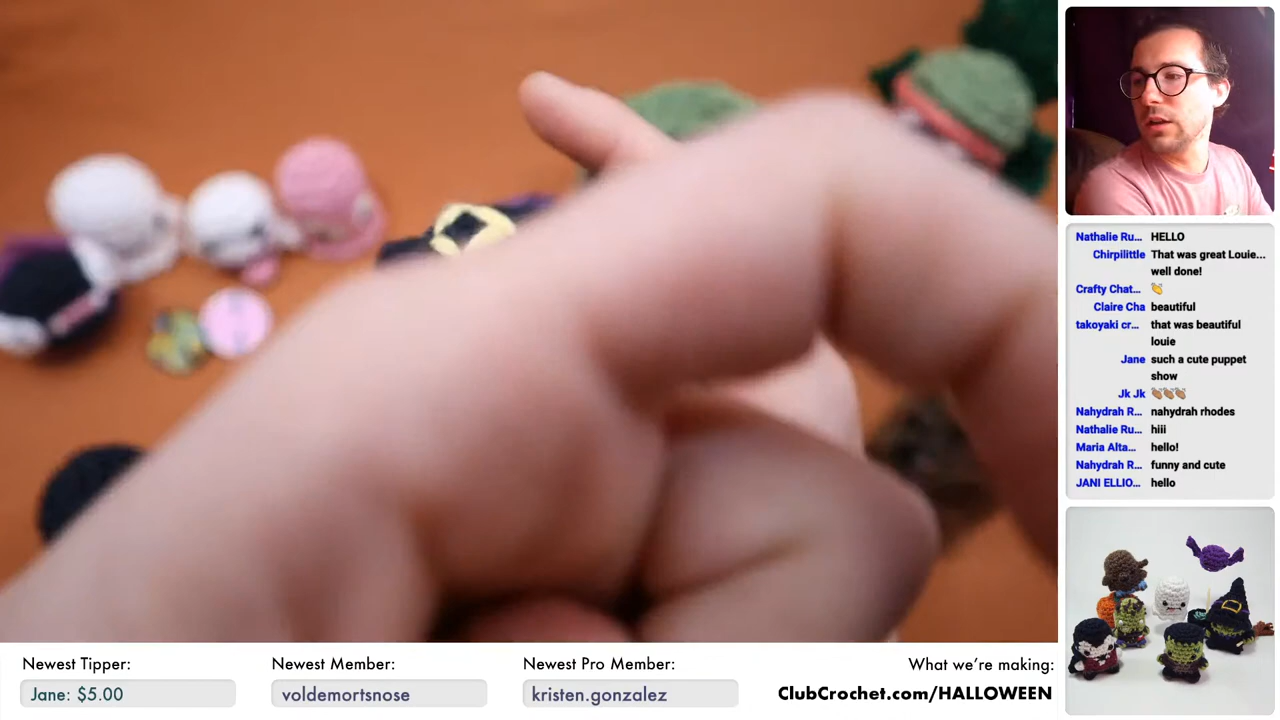 Nathalie Ru... HELLO
Chirpilittle That was great Louie...
well done!
Crafty Chat... 👏
Claire Cha beautiful
takoyaki cr... that was beautiful
louie
Jane such a cute puppet
show
Jk Jk 👏🏽👏🏽👏🏽
Nahydrah R... nahydrah rhodes
Nathalie Ru... hiii
Maria Alta... hello!
Nahydrah R... funny and cute
JANI ELLIO... hello
Newest Tipper:
Jane: $5.00
Newest Member:
voldemortsnose
Newest Pro Member:
kristen.gonzalez
What we're making:
ClubCrochet.com/HALLOWEEN